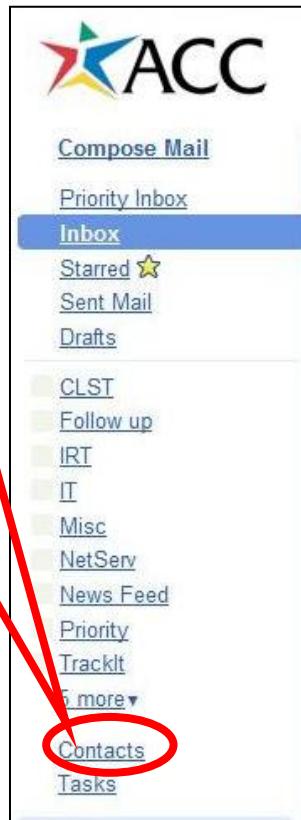 ACC
Compose Mail
Priority Inbox
Inbox
Starred
Sent Mail
Drafts
CLST
Follow up
IRT
IT
Misc
NetServ
News Feed
Priority
TrackIt
5 more▾
Contacts
Tasks